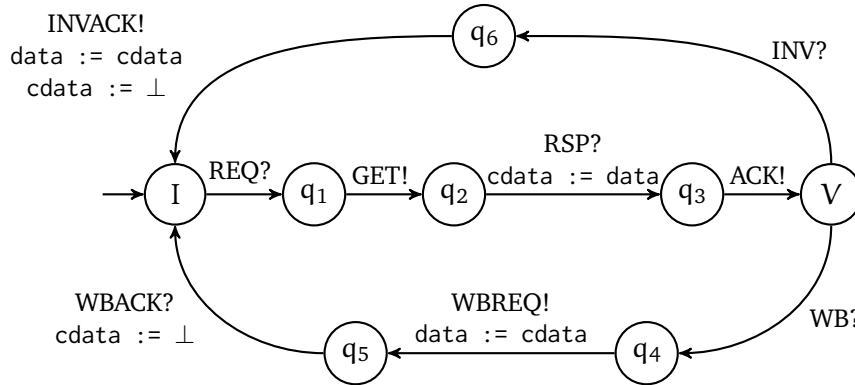 INVACK!
data := cdata
cdata := ⊥
q6
INV?
I
REQ?
q1
GET!
q2
RSP?
cdata := data
q3
ACK!
V
WBACK?
cdata := ⊥
q5
WBREQ!
data := cdata
q4
WB?